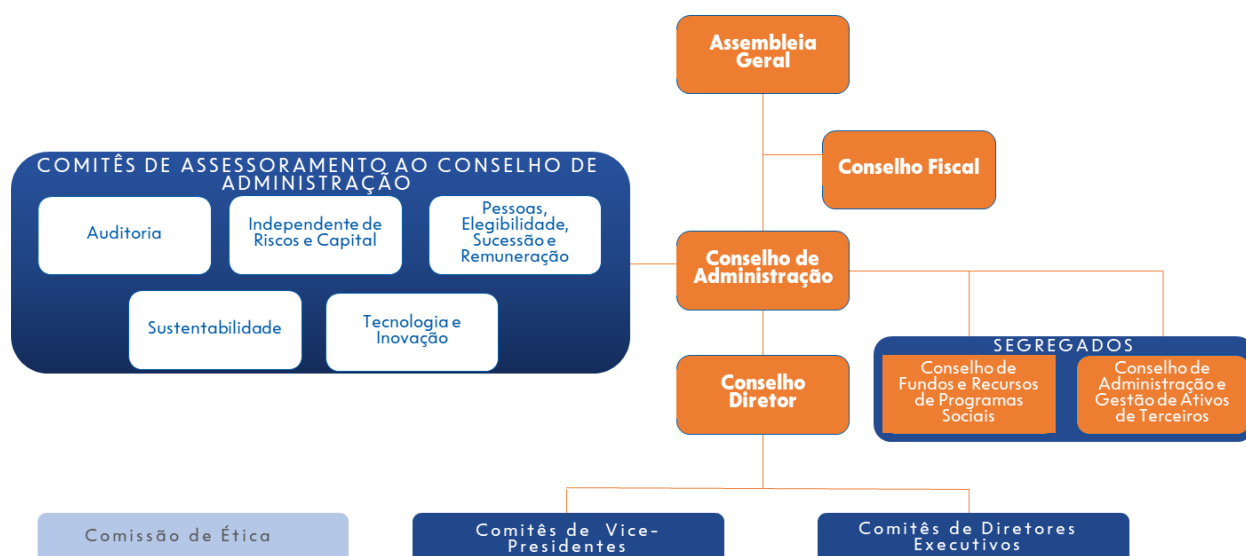 Assembleia
Geral
Conselho Fiscal
COMITÊS DE ASSESSORAMENTO AO CONSELHO DE
ADMINISTRAÇÃO
Auditoria
Independente de
Riscos e Capital
Pessoas,
Elegibilidade,
Sucessão e
Remuneração
Sustentabilidade
Tecnologia e
Inovação
Conselho de
Administração
Conselho
Diretor
SEGREGADOS
Conselho de
Fundos e Recursos
de Programas
Sociais
Conselho de
Administração e
Gestão de Ativos
de Terceiros
Comissão de Ética
Comitês de Vice-
Presidentes
Comitês de Diretores
Executivos